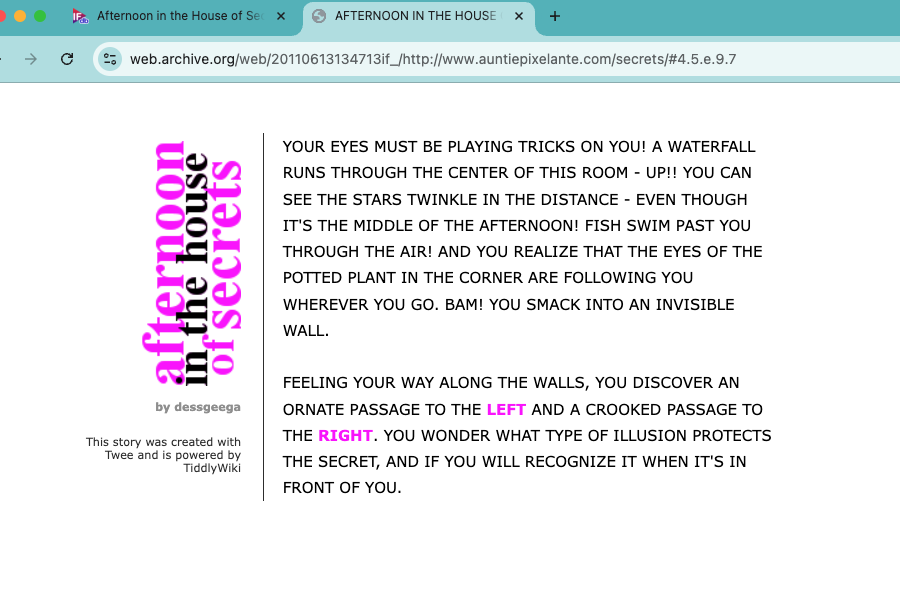 Afternoon in the House of Se
AFTERNOON IN THE HOUSE
web.archive.org/web/20110613134713if_/http://www.auntiepixelante.com/secrets/#4.5.e.9.7
afternoon
in the house
of secrets
by dessgeega
This story was created with
Twee and is powered by
TiddlyWiki
YOUR EYES MUST BE PLAYING TRICKS ON YOU! A WATERFALL
RUNS THROUGH THE CENTER OF THIS ROOM - UP!! YOU CAN
SEE THE STARS TWINKLE IN THE DISTANCE - EVEN THOUGH
IT'S THE MIDDLE OF THE AFTERNOON! FISH SWIM PAST YOU
THROUGH THE AIR! AND YOU REALIZE THAT THE EYES OF THE
POTTED PLANT IN THE CORNER ARE FOLLOWING YOU
WHEREVER YOU GO. BAM! YOU SMACK INTO AN INVISIBLE
WALL.
FEELING YOUR WAY ALONG THE WALLS, YOU DISCOVER AN
ORNATE PASSAGE TO THE LEFT AND A CROOKED PASSAGE TO
THE RIGHT. YOU WONDER WHAT TYPE OF ILLUSION PROTECTS
THE SECRET, AND IF YOU WILL RECOGNIZE IT WHEN IT'S IN
FRONT OF YOU.